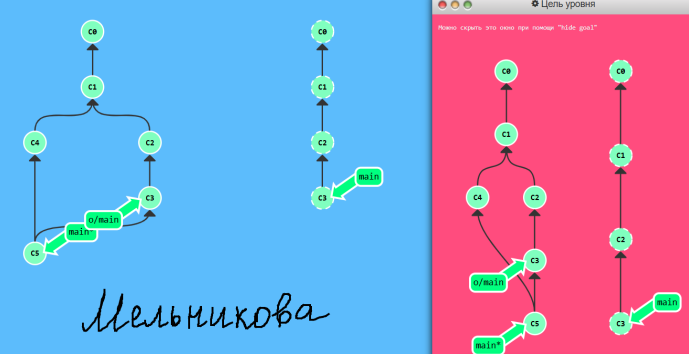 Цель уровня
Можно скрыть это окно при помощи "hide goal"
C0
C1
C4
C2
C3
o/main
main*
C5
C0
C1
C2
C3
main
C0
C1
C4
C2
C3
o/main
C5
main*
C0
C1
C2
C3
main
Мельникова